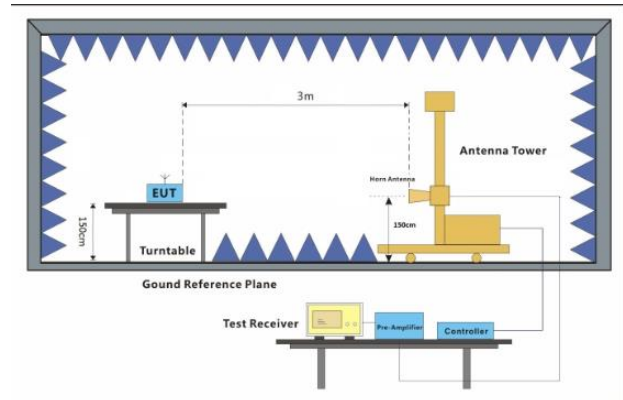 3m
Antenna Tower
Horn Antenna
EUT
150cm
150cm
Turntable
Gound Reference Plane
Test Receiver
Pre-Amplifier
Controller